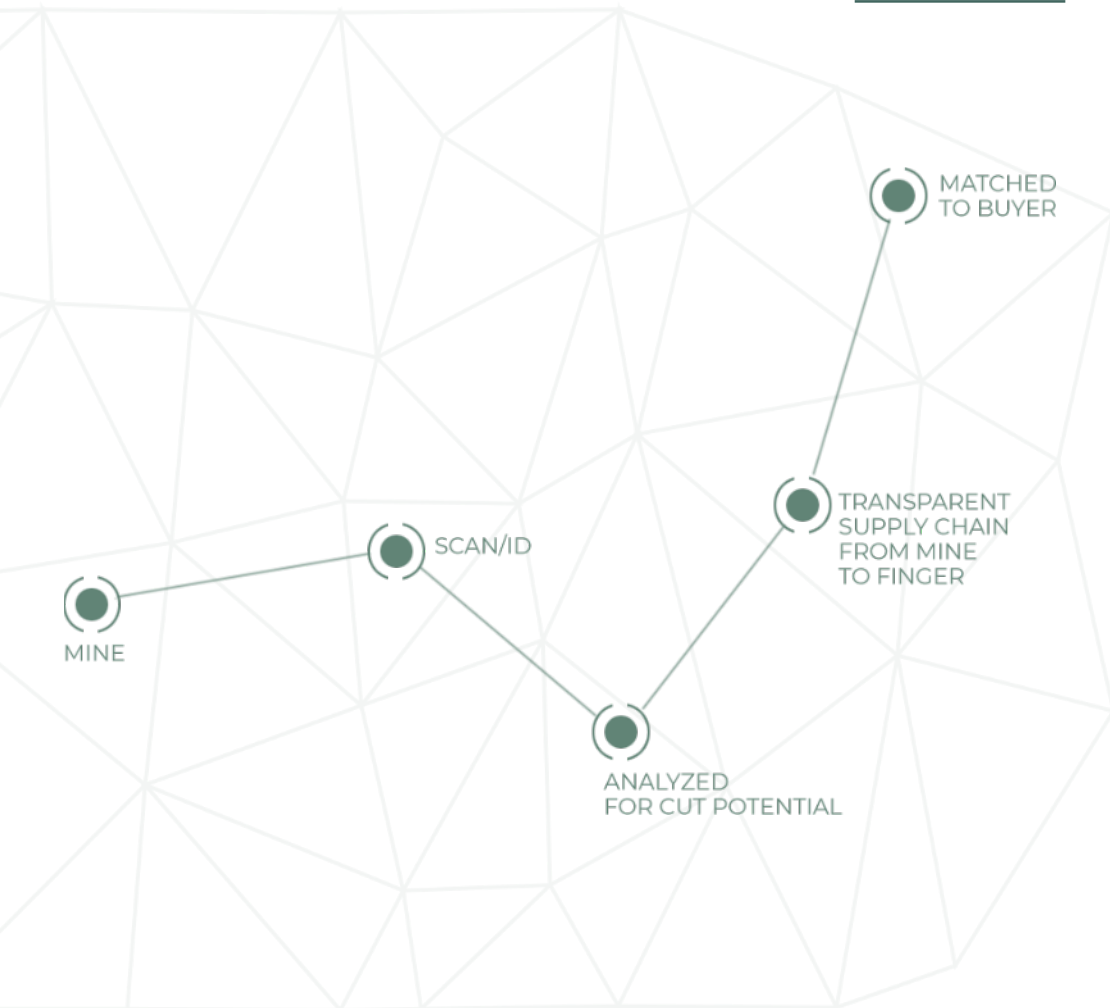 MATCHED
TO BUYER
TRANSPARENT
SUPPLY CHAIN
FROM MINE
TO FINGER
SCAN/ID
MINE
ANALYZED
FOR CUT POTENTIAL